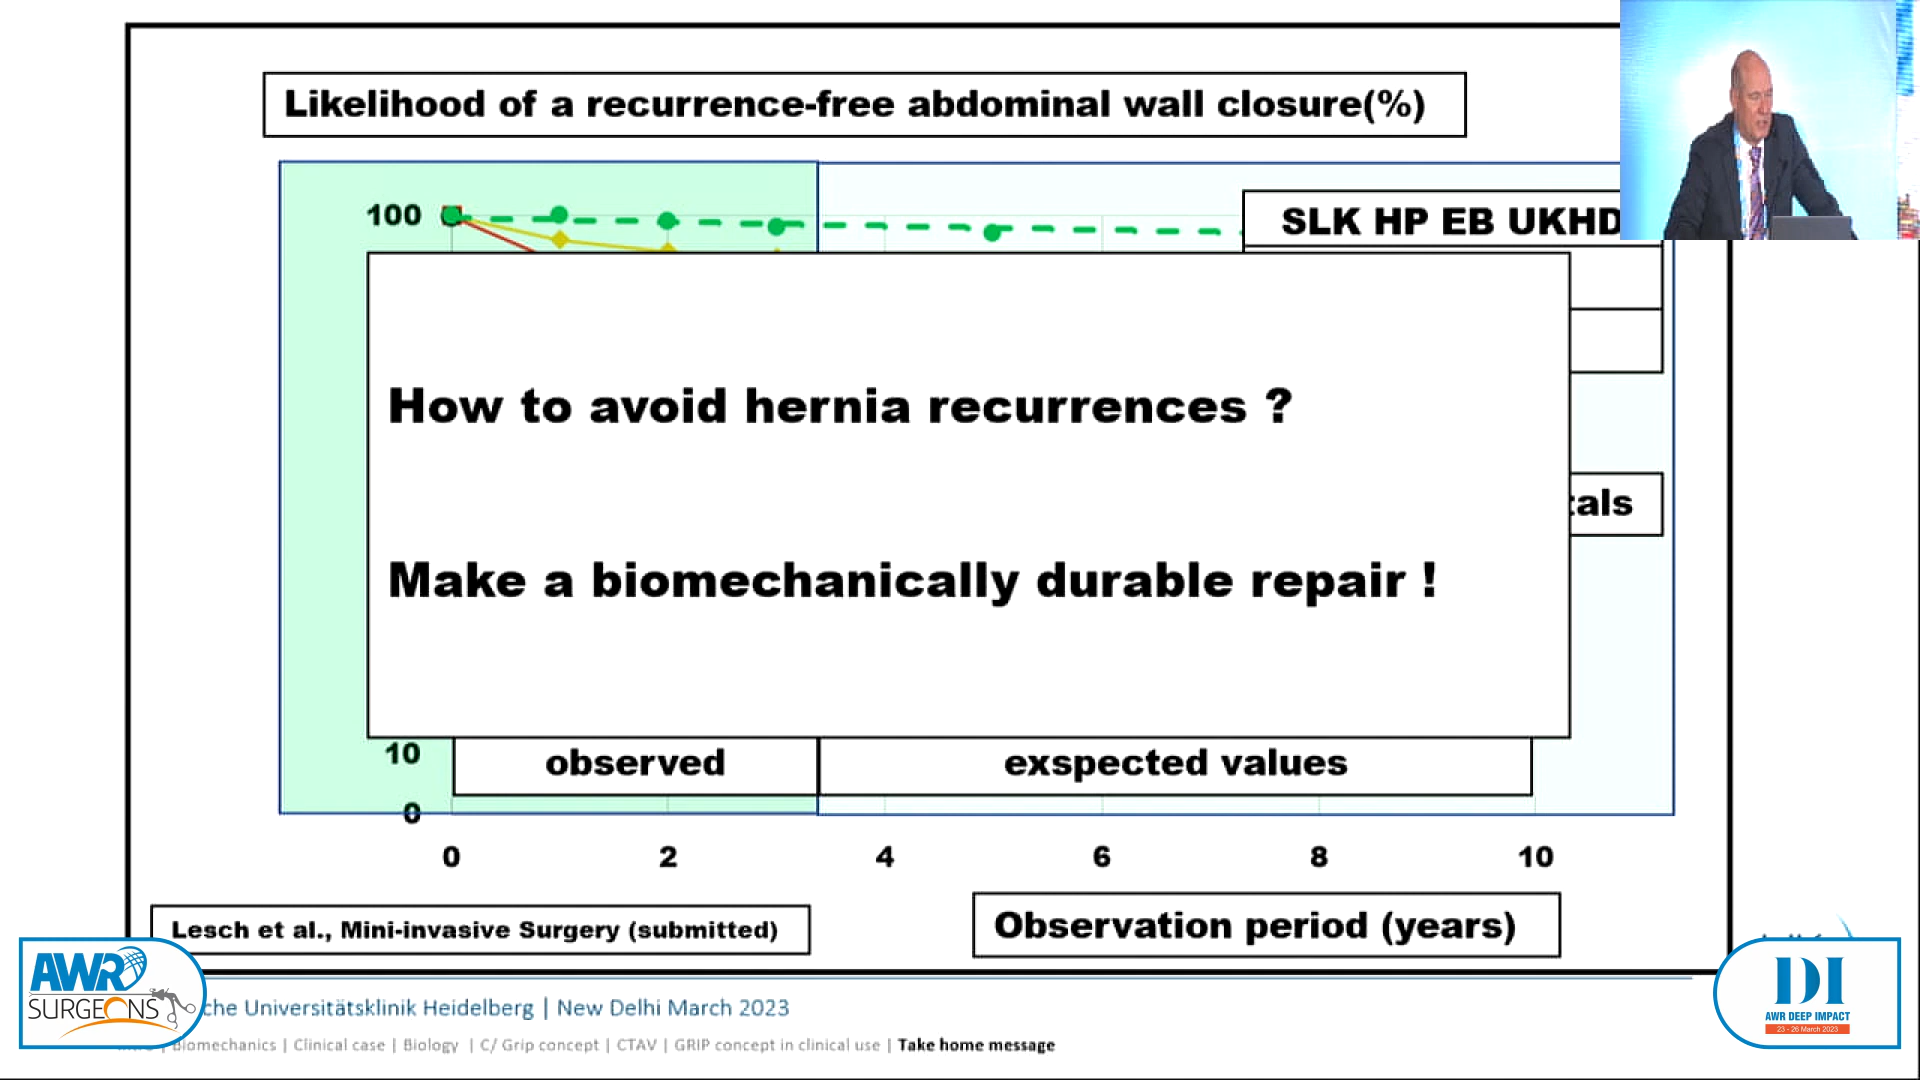 Likelihood of a recurrence-free abdominal wall closure(%)
100
SLK HP EB UKHD
How to avoid hernia recurrences ?
tals
Make a biomechanically durable repair !
10
observed
exspected values
0
0 2 4 6 8 10
Lesch et al., Mini-invasive Surgery (submitted)
Observation period (years)
AWR
SURGEONS
che Universitätsklinik Heidelberg | New Delhi March 2023
Biomechanics | Clinical case | Biology | C/ Grip concept | CTAV | GRIP concept in clinical use | Take home message
DI
AWR DEEP IMPACT
23 - 26 March 2023